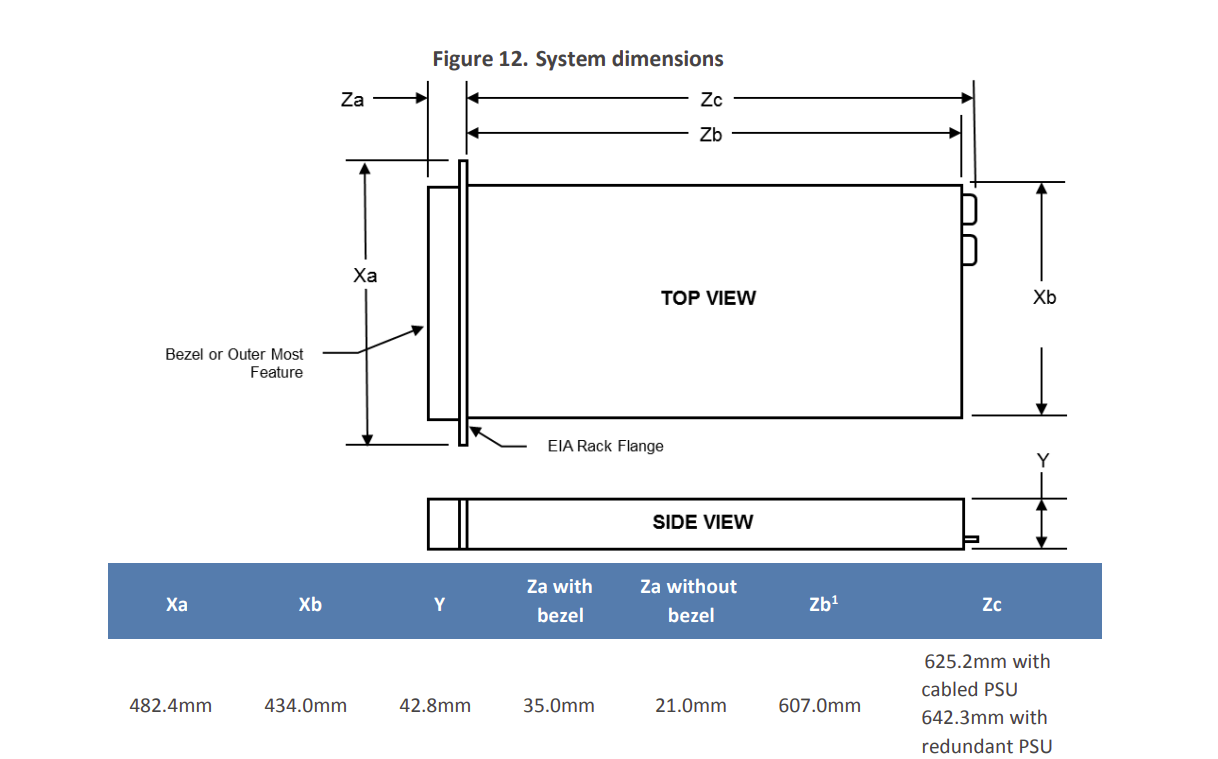 Figure 12. System dimensions
Za
Zc
Zb
Xa
TOP VIEW
Xb
Bezel or Outer Most
Feature
EIA Rack Flange
Y
SIDE VIEW
Xa
Xb
Y
Za with
bezel
Za without
bezel
Zb¹
Zc
482.4mm
434.0mm
42.8mm
35.0mm
21.0mm
607.0mm
625.2mm with
cabled PSU
642.3mm with
redundant PSU